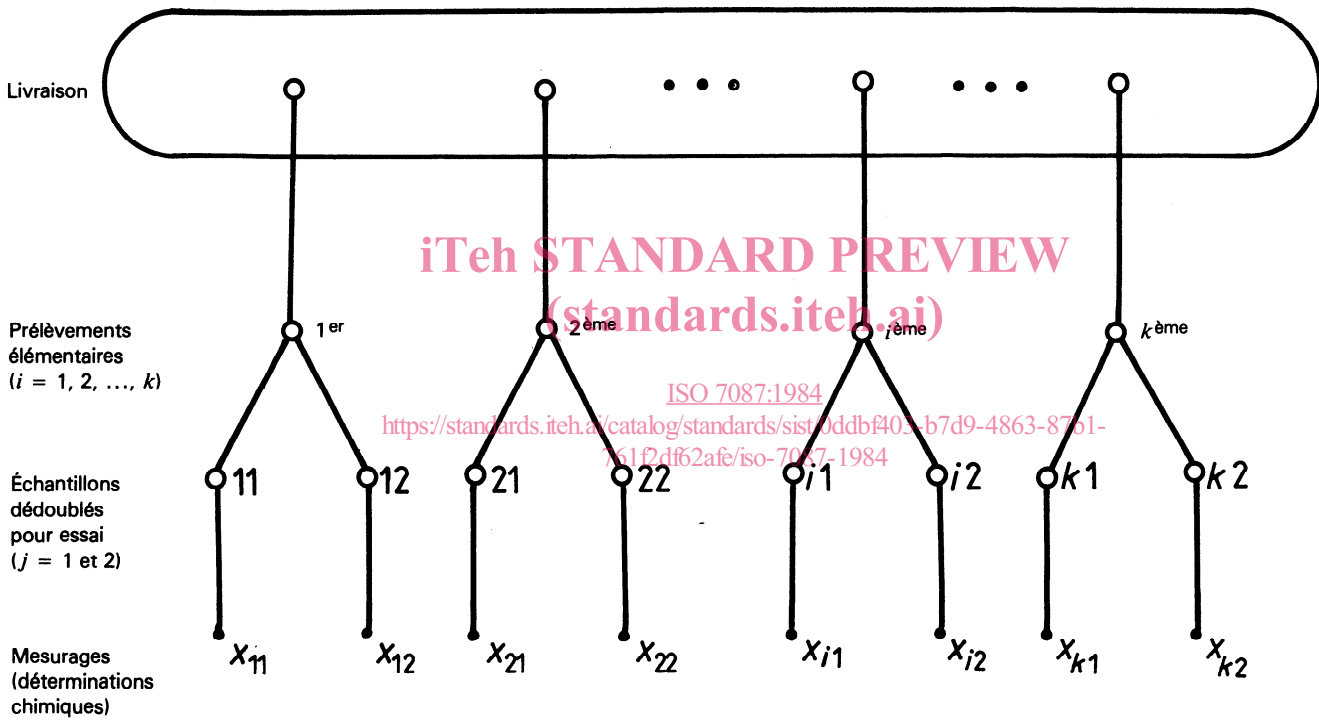 Livraison
iTeh STANDARD PREVIEW
(standards.iteh.ai)
Prélèvements
élémentaires
(i = 1, 2, ..., k)
1er
2ème
ième
kème
ISO 7087:1984
https://standards.iteh.ai/catalog/standards/sist/0ddbf403-b7d9-4863-87b1-
761f2df62afe/iso-7087-1984
Échantillons
dédoublés
pour essai
(j = 1 et 2)
11 12 21 22 i1 i2 k1 k2
Mesurages
(déterminations
chimiques)
x11 x12 x21 x22 xi1 xi2 xk1 xk2